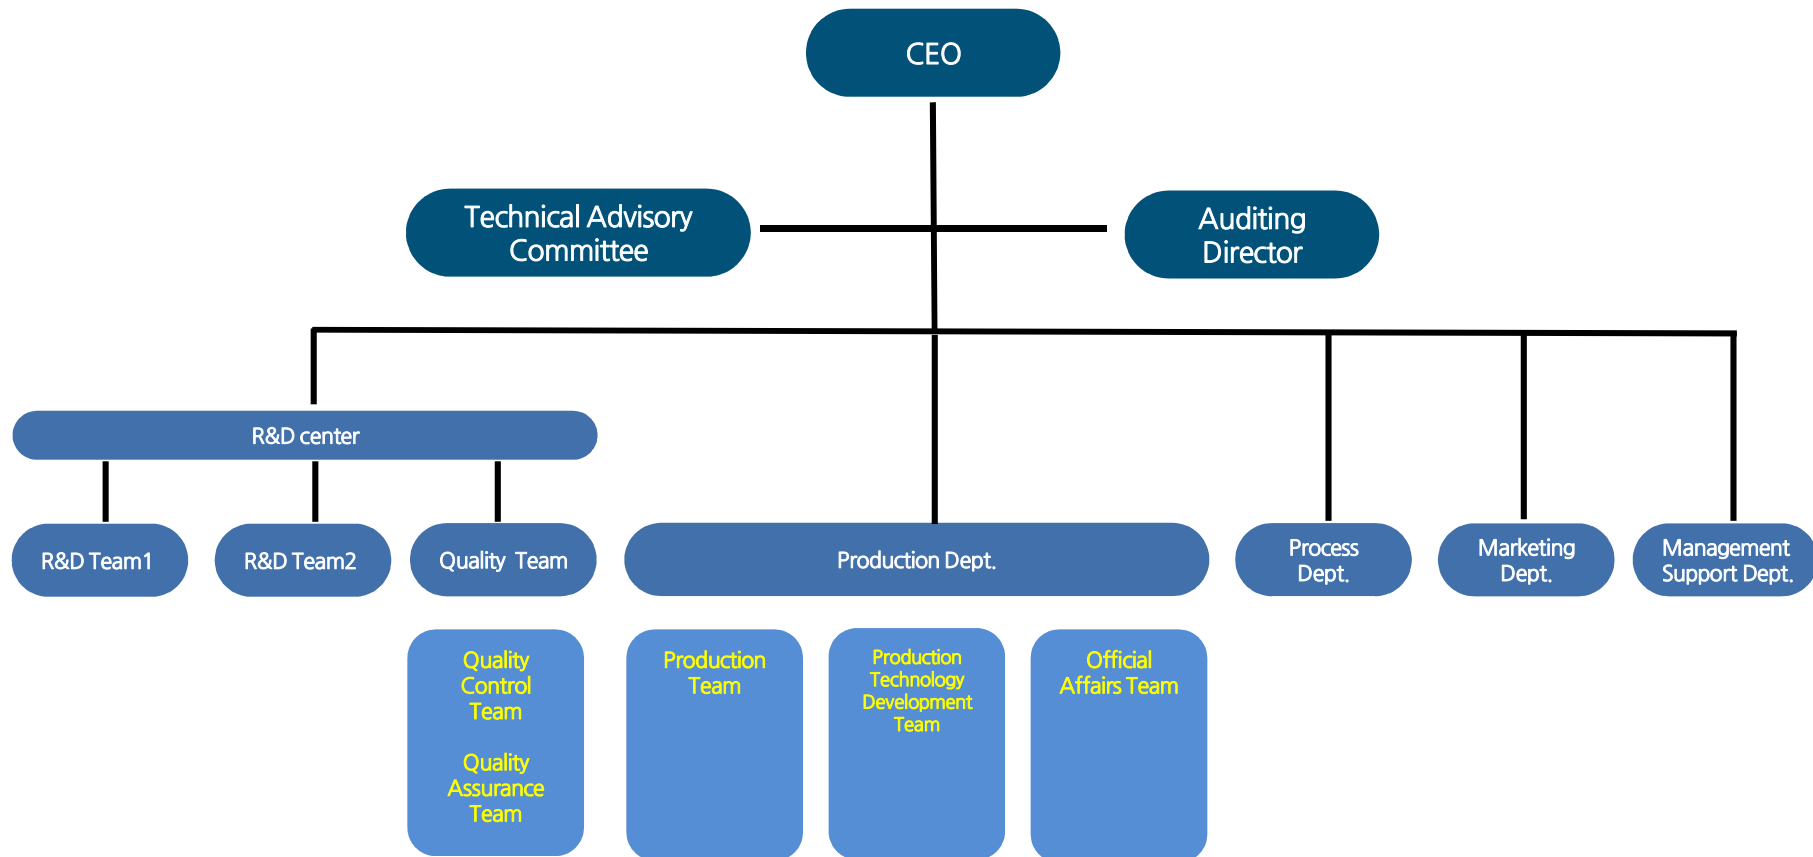 CEO
Technical Advisory
Committee
Auditing
Director
R&D center
R&D Team1
R&D Team2
Quality Team
Production Dept.
Process
Dept.
Marketing
Dept.
Management
Support Dept.
Quality
Control
Team
Quality
Assurance
Team
Production
Team
Production
Technology
Development
Team
Official
Affairs Team